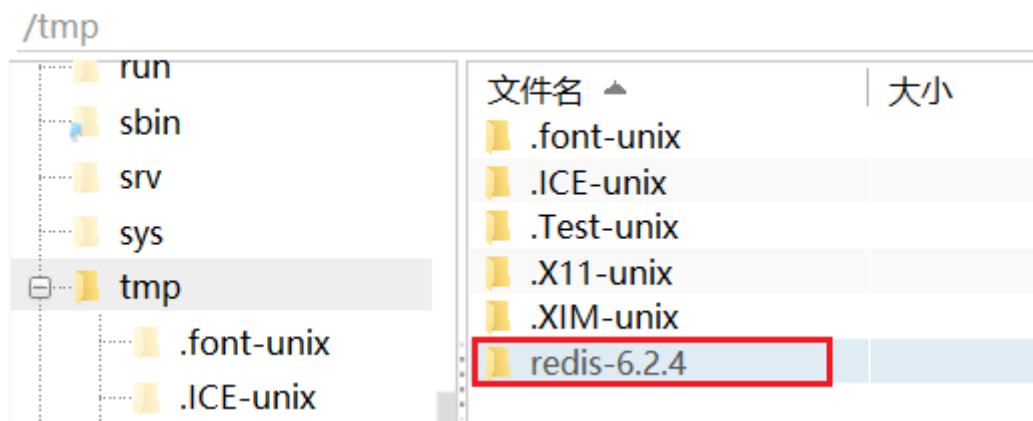 /tmp
run
sbin
srv
sys
tmp
.font-unix
.ICE-unix
文件名 大小
.font-unix
.ICE-unix
.Test-unix
.X11-unix
.XIM-unix
redis-6.2.4